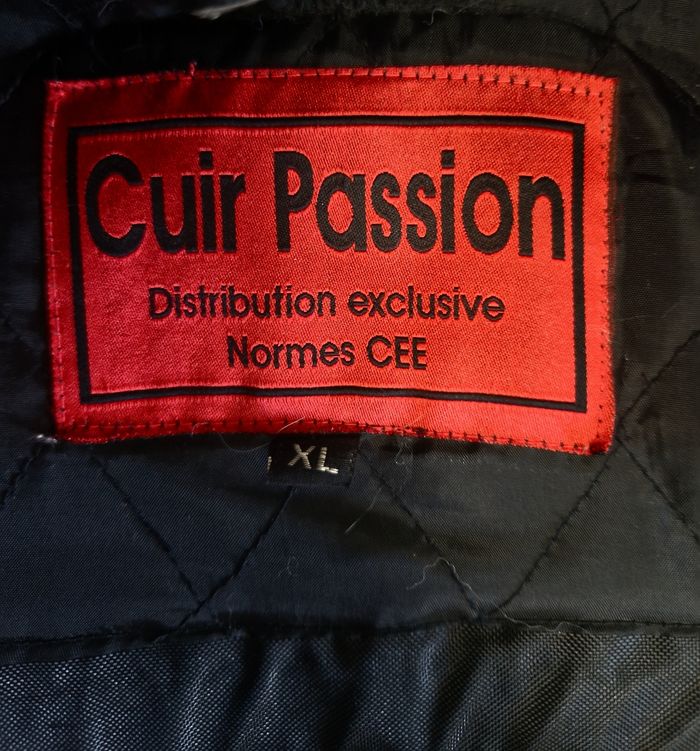 Cuir Passion
Distribution exclusive
Normes CEE
XL